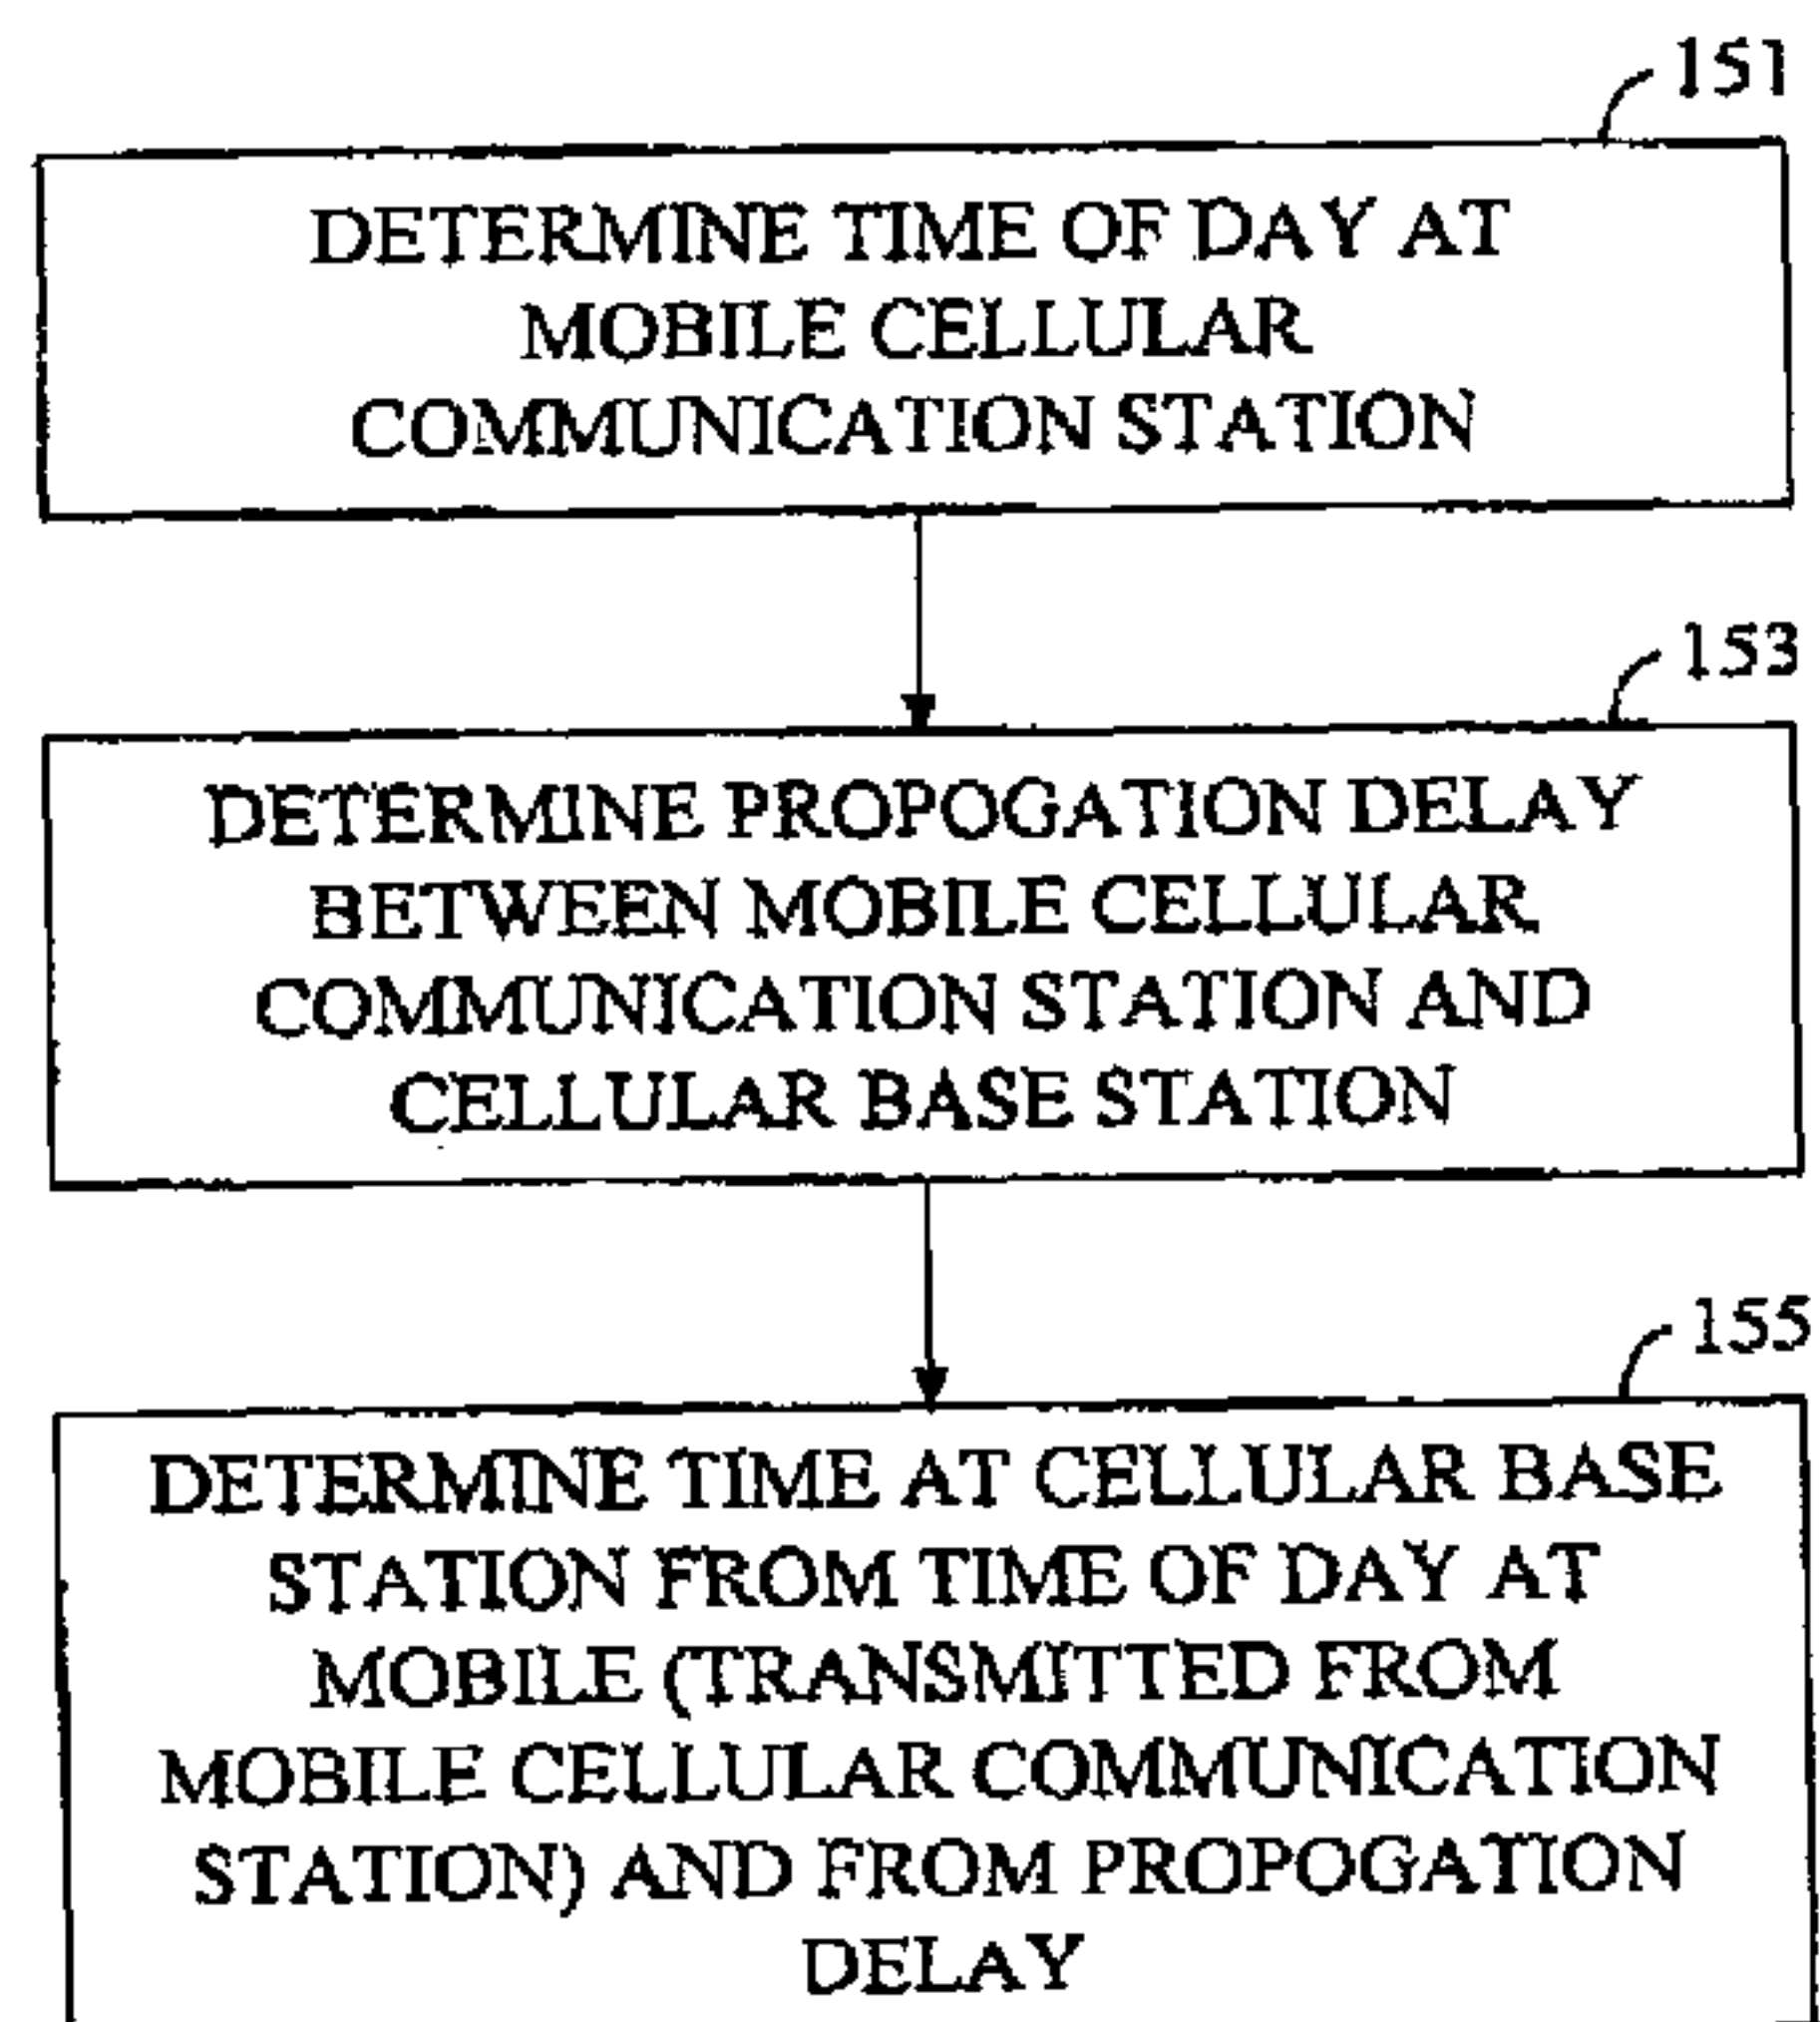 151
DETERMINE TIME OF DAY AT
MOBILE CELLULAR
COMMUNICATION STATION
153
DETERMINE PROPOGATION DELAY
BETWEEN MOBILE CELLULAR
COMMUNICATION STATION AND
CELLULAR BASE STATION
155
DETERMINE TIME AT CELLULAR BASE
STATION FROM TIME OF DAY AT
MOBILE (TRANSMITTED FROM
MOBILE CELLULAR COMMUNICATION
STATION) AND FROM PROPOGATION
DELAY